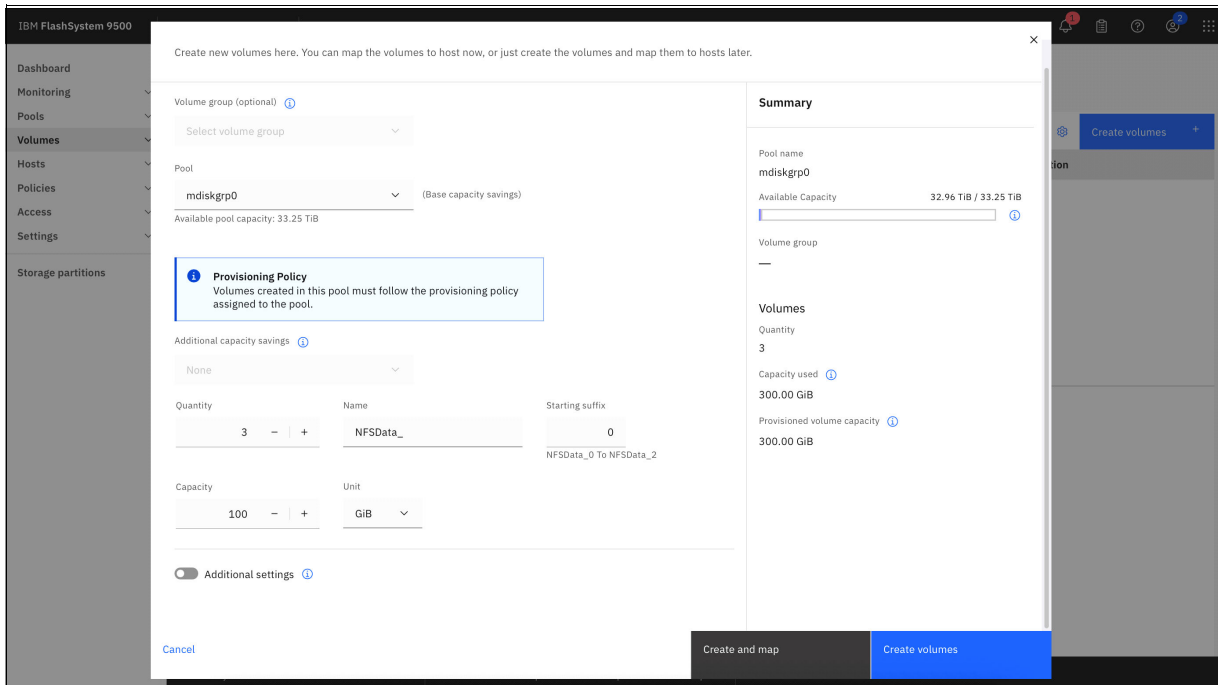 IBM FlashSystem 9500
1
2
Dashboard
Monitoring
Pools
Volumes
Hosts
Policies
Access
Settings
Storage partitions
Create volumes +
tion
Create new volumes here. You can map the volumes to host now, or just create the volumes and map them to hosts later.
Volume group (optional)
Select volume group
Pool
mdiskgrp0
(Base capacity savings)
Available pool capacity: 33.25 TiB
Provisioning Policy
Volumes created in this pool must follow the provisioning policy
assigned to the pool.
Additional capacity savings
None
Quantity
Name
Starting suffix
3 − +
NFSData_
0
NFSData_0 To NFSData_2
Capacity
Unit
100 − +
GiB
Additional settings
Summary
Pool name
mdiskgrp0
Available Capacity
32.96 TiB / 33.25 TiB
Volume group
—
Volumes
Quantity
3
Capacity used
300.00 GiB
Provisioned volume capacity
300.00 GiB
Cancel
Create and map
Create volumes